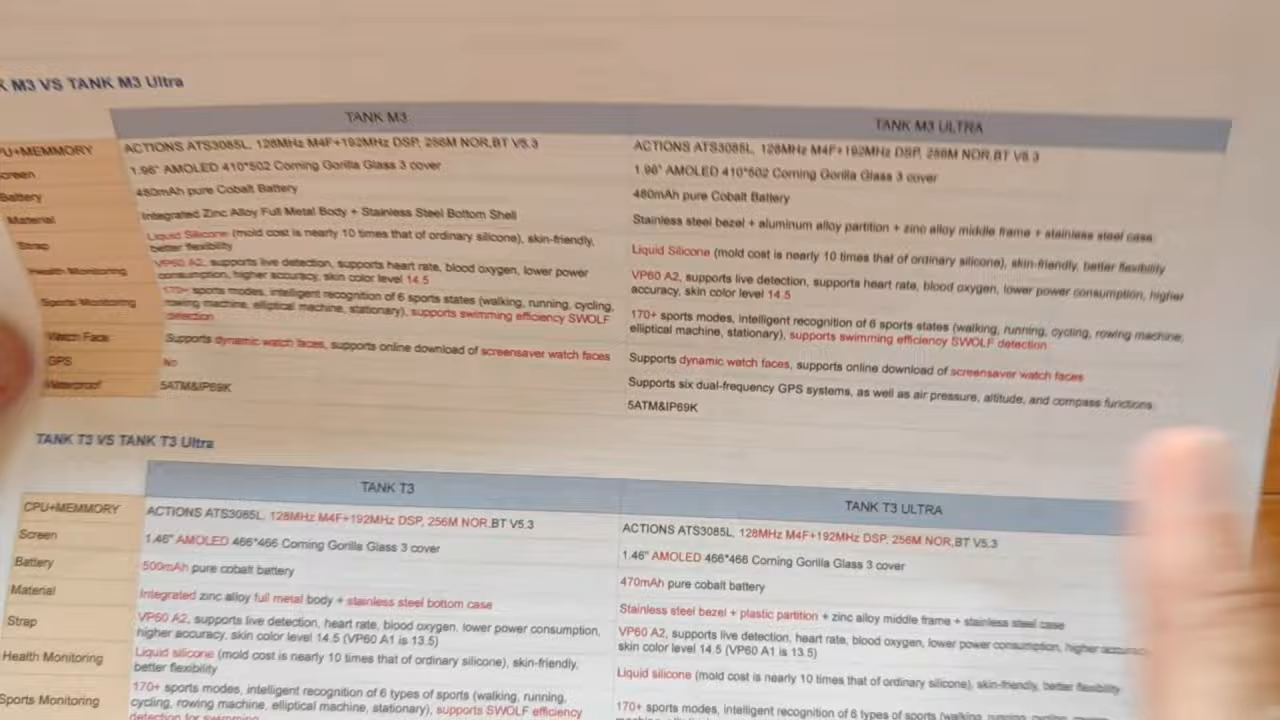 M3 VS TANK M3 Ultra
TANK M3
TANK M3 ULTRA
ACTIONS ATS3085L, 128MHz M4F+192MHz DSP, 256M NOR,BT V5.3
ACTIONS ATS3085L, 128MHz M4F+192MHz DSP, 256M NOR,BT V5.3
1.96" AMOLED 410*502 Corning Gorilla Glass 3 cover
1.96" AMOLED 410*502 Corning Gorilla Glass 3 cover
Battery
480mAh pure Cobalt Battery
480mAh pure Cobalt Battery
Material
Integrated Zinc Alloy Full Metal Body + Stainless Steel Bottom Shell
Stainless steel bezel + aluminum alloy partition + zinc alloy middle frame + stainless steel case
Strap
Liquid Silicone (mold cost is nearly 10 times that of ordinary silicone), skin-friendly,
better flexibility
Liquid Silicone (mold cost is nearly 10 times that of ordinary silicone), skin-friendly, better flexibility
Health Monitoring
VP60 A2, supports live detection, supports heart rate, blood oxygen, lower power
consumption, higher accuracy, skin color level 14.5
VP60 A2, supports live detection, supports heart rate, blood oxygen, lower power consumption, higher
accuracy, skin color level 14.5
Sports Monitoring
170+ sports modes, intelligent recognition of 6 sports states (walking, running, cycling,
rowing machine, elliptical machine, stationary), supports swimming efficiency SWOLF
detection
170+ sports modes, intelligent recognition of 6 sports states (walking, running, cycling, rowing machine,
elliptical machine, stationary), supports swimming efficiency SWOLF detection
Watch Face
Supports dynamic watch faces, supports online download of screensaver watch faces
Supports dynamic watch faces, supports online download of screensaver watch faces
GPS
No
Supports six dual-frequency GPS systems, as well as air pressure, altitude, and compass functions
Waterproof
5ATM&IP69K
5ATM&IP69K
TANK T3 VS TANK T3 Ultra
TANK T3
TANK T3 ULTRA
CPU+MEMMORY
ACTIONS ATS3085L, 128MHz M4F+192MHz DSP, 256M NOR,BT V5.3
ACTIONS ATS3085L, 128MHz M4F+192MHz DSP, 256M NOR,BT V5.3
Screen
1.46" AMOLED 466*466 Corning Gorilla Glass 3 cover
1.46" AMOLED 466*466 Corning Gorilla Glass 3 cover
Battery
500mAh pure cobalt battery
470mAh pure cobalt battery
Material
Integrated zinc alloy full metal body + stainless steel bottom case
Stainless steel bezel + plastic partition + zinc alloy middle frame + stainless steel case
Strap
VP60 A2, supports live detection, heart rate, blood oxygen, lower power consumption,
higher accuracy, skin color level 14.5 (VP60 A1 is 13.5)
VP60 A2, supports live detection, heart rate, blood oxygen, lower power consumption, higher
skin color level 14.5 (VP60 A1 is 13.5)
Health Monitoring
Liquid silicone (mold cost is nearly 10 times that of ordinary silicone), skin-friendly,
better flexibility
Liquid silicone (mold cost is nearly 10 times that of ordinary silicone), skin-friendly, better flexibility
Sports Monitoring
170+ sports modes, intelligent recognition of 6 types of sports (walking, running,
cycling, rowing machine, elliptical machine, stationary), supports SWOLF efficiency
detection for swimming
170+ sports modes, intelligent recognition of 6 types of sports (walking, running, rowing